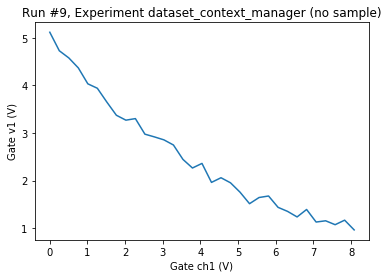 Run #9, Experiment dataset_context_manager (no sample)
5
4
3
2
1
Gate v1 (V)
0 1 2 3 4 5 6 7 8
Gate ch1 (V)